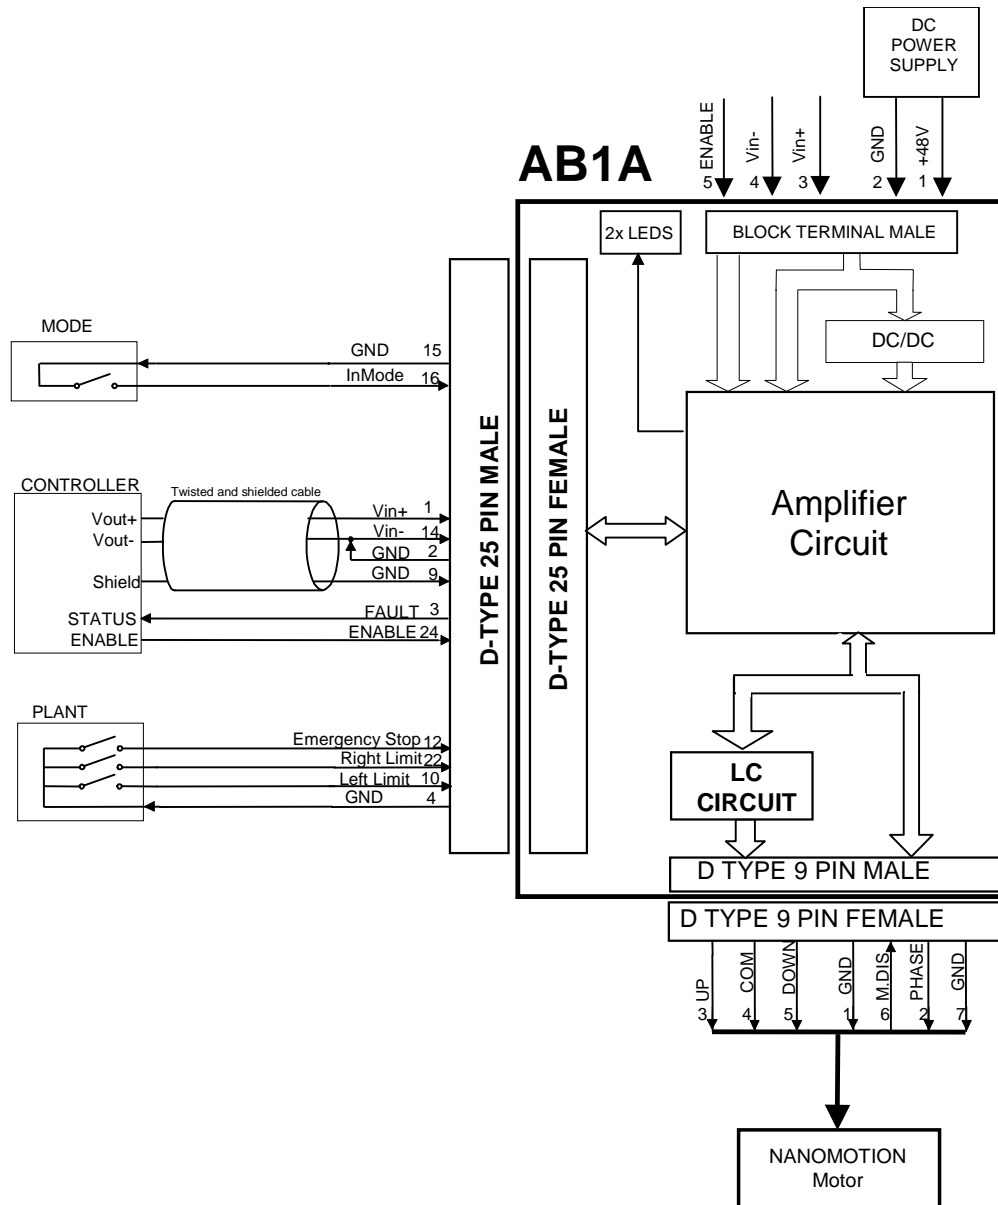 DC
POWER
SUPPLY
ENABLE
Vin-
Vin+
GND
+48V
5
4
3
2
1
AB1A
2x LEDS
BLOCK TERMINAL MALE
DC/DC
MODE
GND 15
InMode 16
D-TYPE 25 PIN MALE
D-TYPE 25 PIN FEMALE
Amplifier
Circuit
CONTROLLER
Twisted and shielded cable
Vout+
Vin+ 1
Vout-
Vin- 14
GND 2
Shield
GND 9
STATUS
FAULT 3
ENABLE
ENABLE 24
PLANT
Emergency Stop 12
Right Limit 22
Left Limit 10
GND 4
LC
CIRCUIT
D TYPE 9 PIN MALE
D TYPE 9 PIN FEMALE
UP
COM
DOWN
GND
M.DIS
PHASE
GND
3
4
5
1
6
2
7
NANOMOTION
Motor